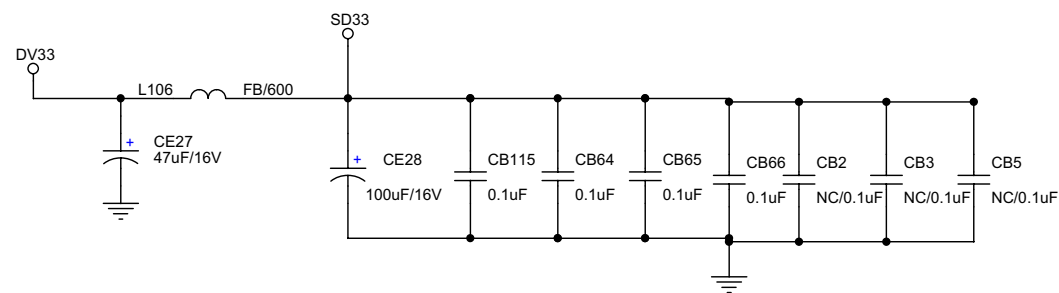 SD33
DV33
L106
FB/600
+
CE27
47uF/16V
+
CE28
100uF/16V
CB115
0.1uF
CB64
0.1uF
CB65
0.1uF
CB66
0.1uF
CB2
NC/0.1uF
CB3
NC/0.1uF
CB5
NC/0.1uF